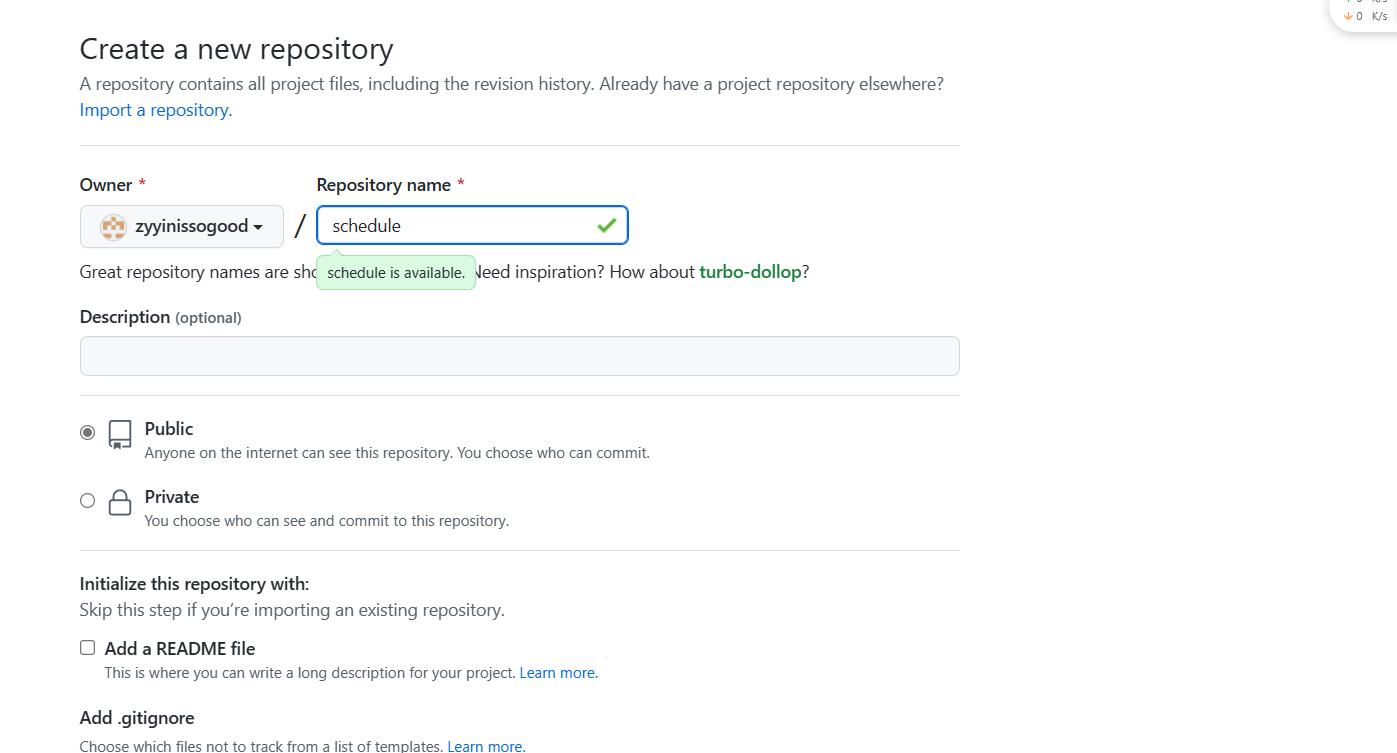 K/s
0 K/s
Create a new repository
A repository contains all project files, including the revision history. Already have a project repository elsewhere?
Import a repository.
Owner * Repository name *
zyyinissogood / schedule
Great repository names are schedule is available. Need inspiration? How about turbo-dollop?
Description (optional)
Public
Anyone on the internet can see this repository. You choose who can commit.
Private
You choose who can see and commit to this repository.
Initialize this repository with:
Skip this step if you’re importing an existing repository.
Add a README file
This is where you can write a long description for your project. Learn more.
Add .gitignore
Choose which files not to track from a list of templates. Learn more.